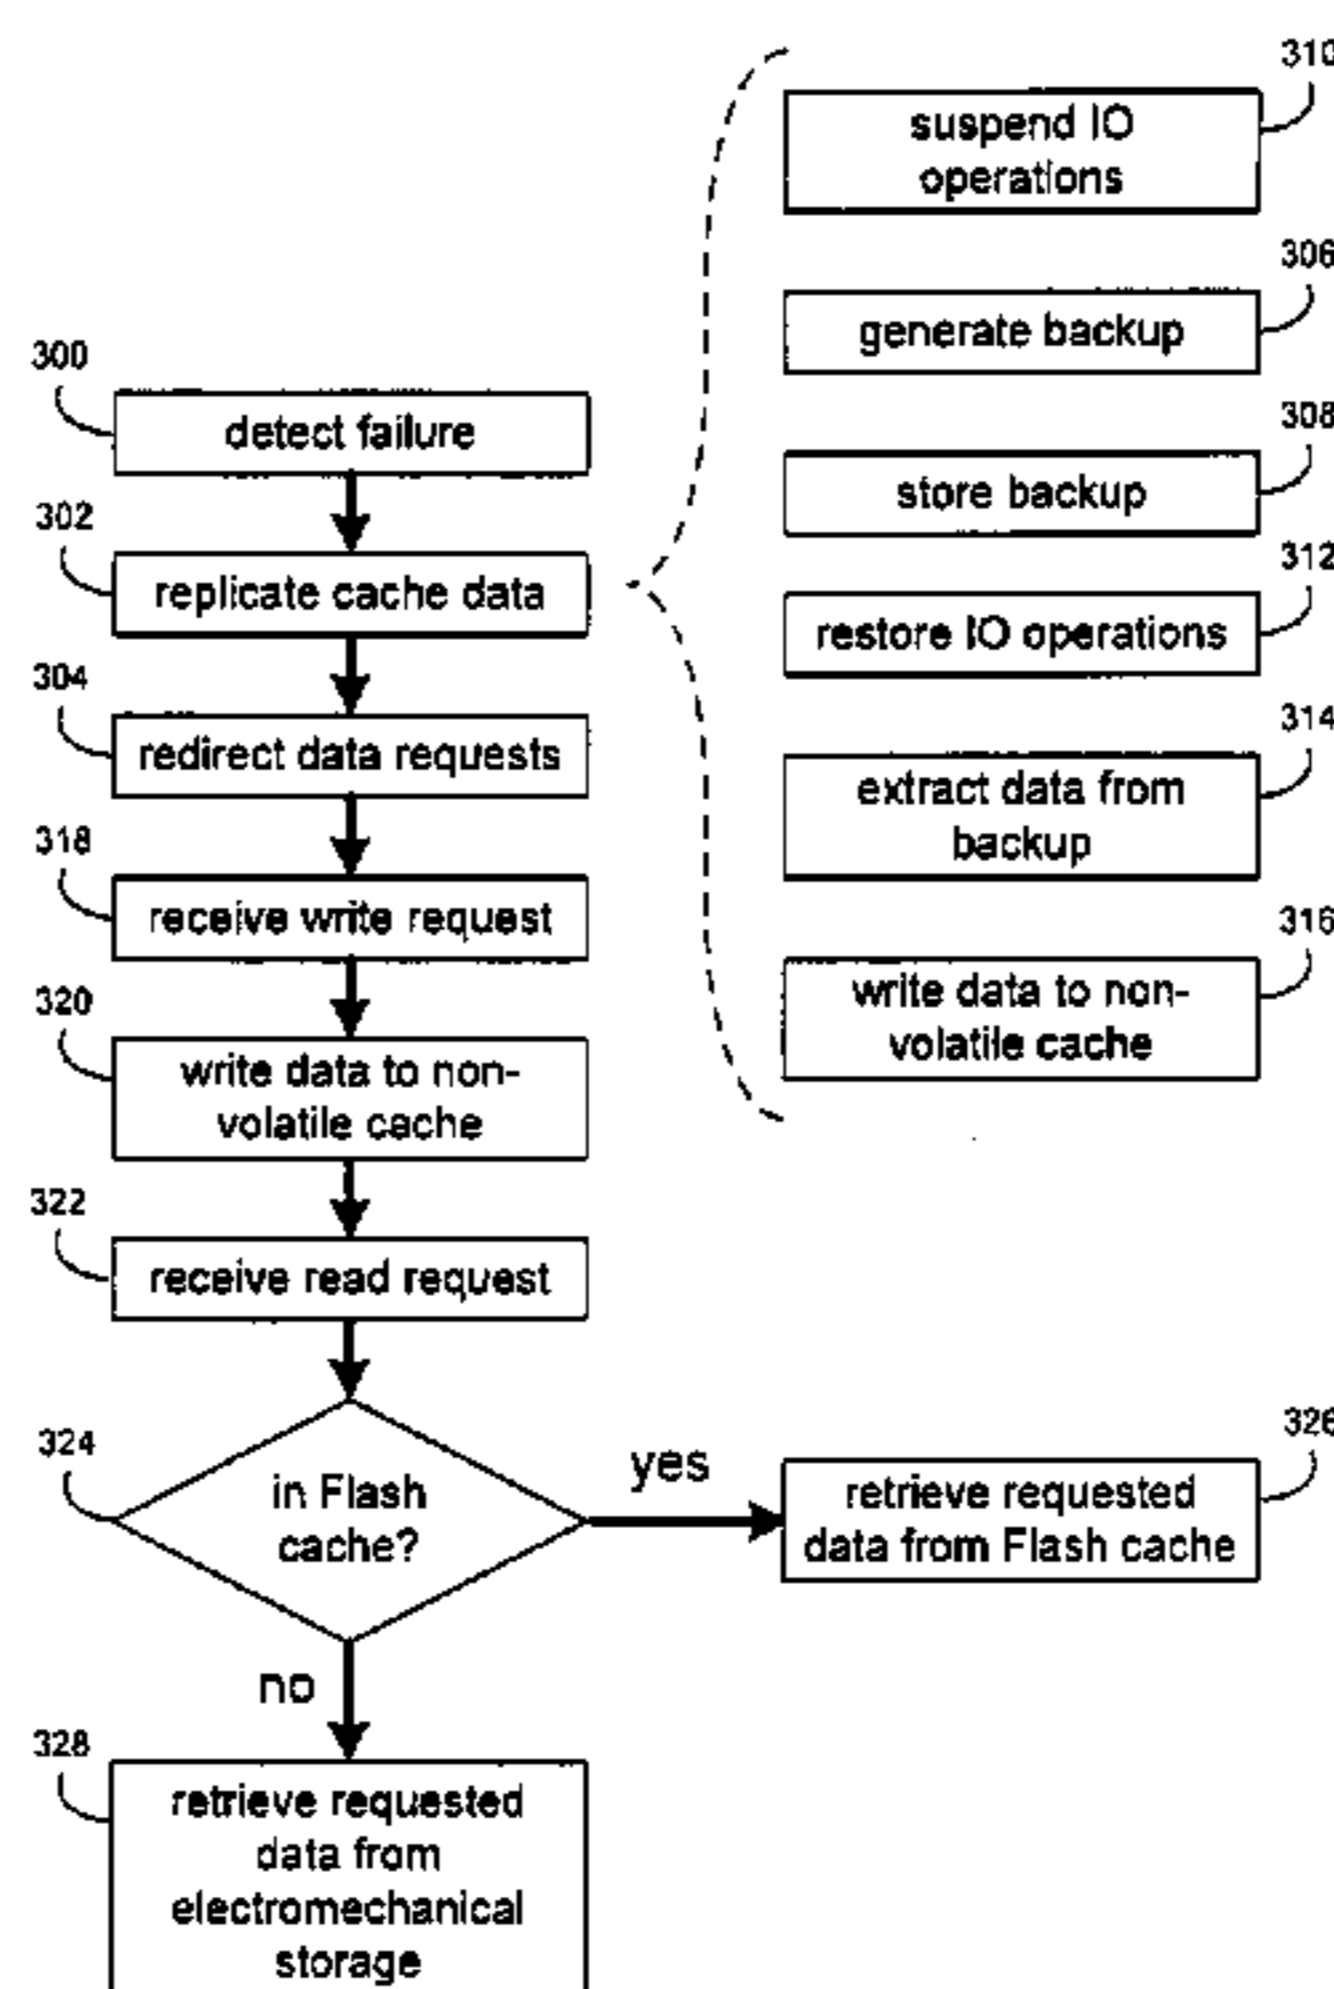 310
suspend IO
operations
306
generate backup
308
store backup
312
restore IO operations
314
extract data from
backup
316
write data to non-
volatile cache
300
detect failure
302
replicate cache data
304
redirect data requests
318
receive write request
320
write data to non-
volatile cache
322
receive read request
324
in Flash
cache?
yes
326
retrieve requested
data from Flash cache
no
328
retrieve requested
data from
electromechanical
storage